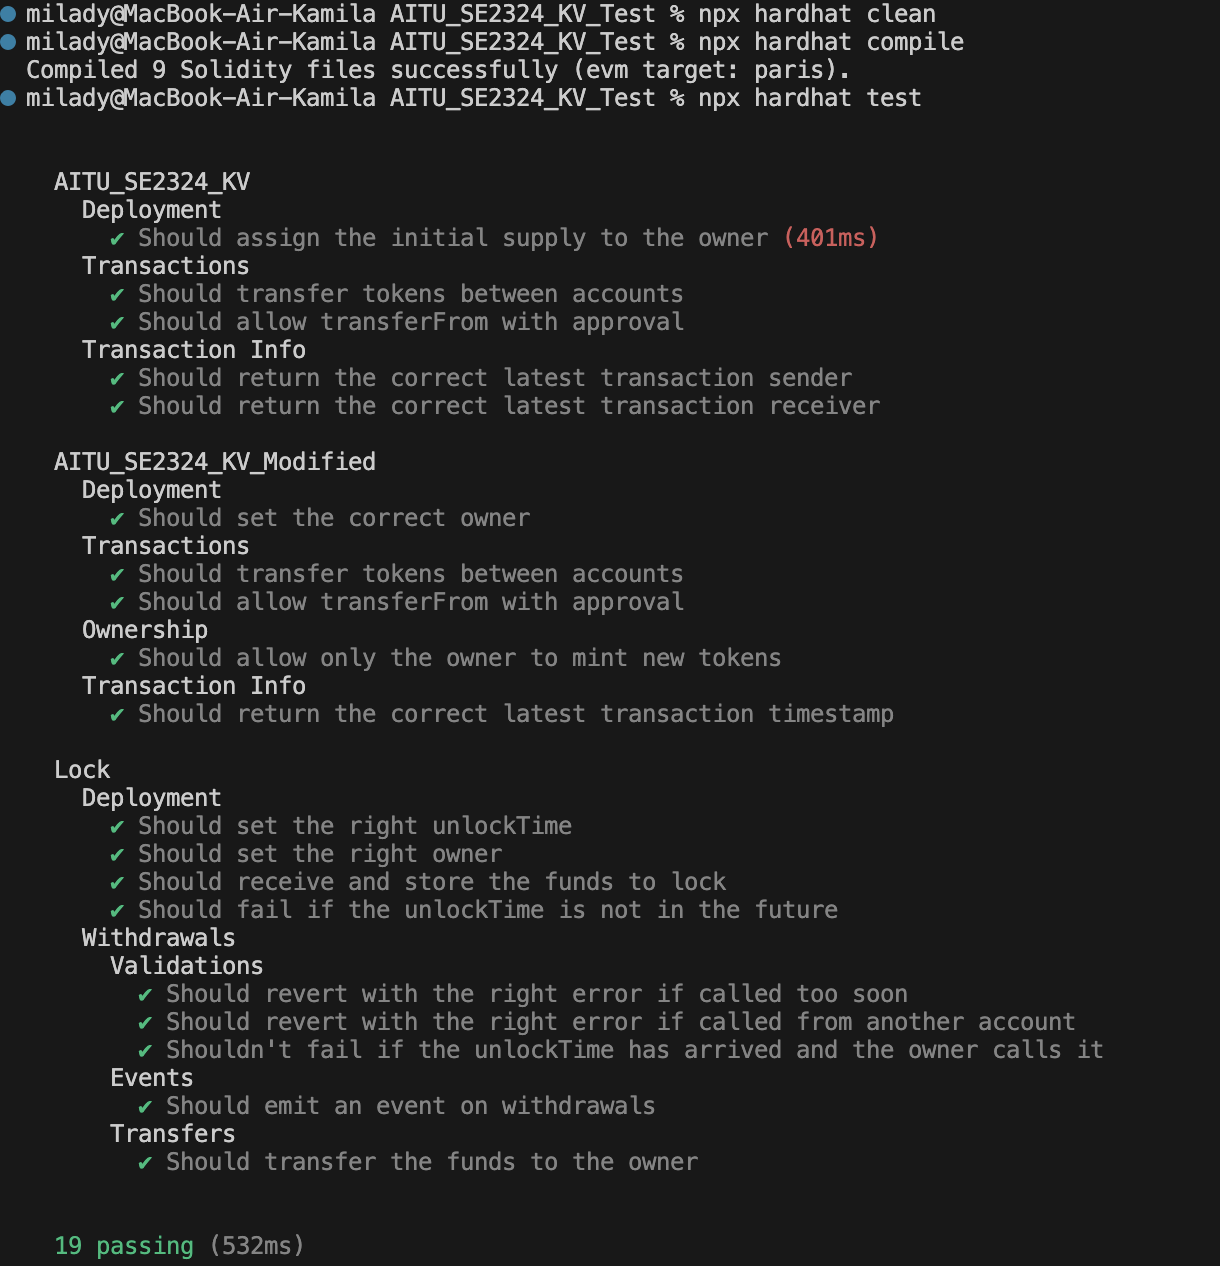 milady@MacBook-Air-Kamila AITU_SE2324_KV_Test % npx hardhat clean
milady@MacBook-Air-Kamila AITU_SE2324_KV_Test % npx hardhat compile
Compiled 9 Solidity files successfully (evm target: paris).
milady@MacBook-Air-Kamila AITU_SE2324_KV_Test % npx hardhat test
AITU_SE2324_KV
Deployment
✔ Should assign the initial supply to the owner (401ms)
Transactions
✔ Should transfer tokens between accounts
✔ Should allow transferFrom with approval
Transaction Info
✔ Should return the correct latest transaction sender
✔ Should return the correct latest transaction receiver
AITU_SE2324_KV_Modified
Deployment
✔ Should set the correct owner
Transactions
✔ Should transfer tokens between accounts
✔ Should allow transferFrom with approval
Ownership
✔ Should allow only the owner to mint new tokens
Transaction Info
✔ Should return the correct latest transaction timestamp
Lock
Deployment
✔ Should set the right unlockTime
✔ Should set the right owner
✔ Should receive and store the funds to lock
✔ Should fail if the unlockTime is not in the future
Withdrawals
Validations
✔ Should revert with the right error if called too soon
✔ Should revert with the right error if called from another account
✔ Shouldn't fail if the unlockTime has arrived and the owner calls it
Events
✔ Should emit an event on withdrawals
Transfers
✔ Should transfer the funds to the owner
19 passing (532ms)